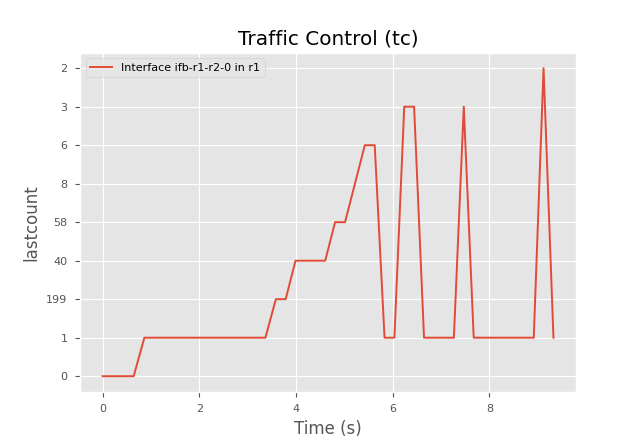 Traffic Control (tc)
Interface ifb-r1-r2-0 in r1
lastcount
2
3
6
8
58
40
199
1
0
0 2 4 6 8
Time (s)